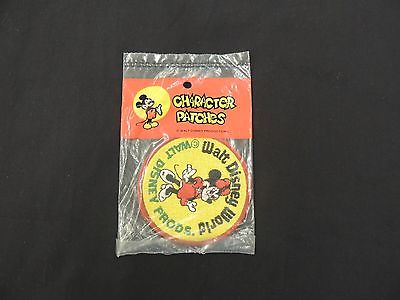 CHARACTER
PATCHES
© WALT DISNEY PRODUCTIONS
Walt Disney World
© WALT DISNEY PRODS.